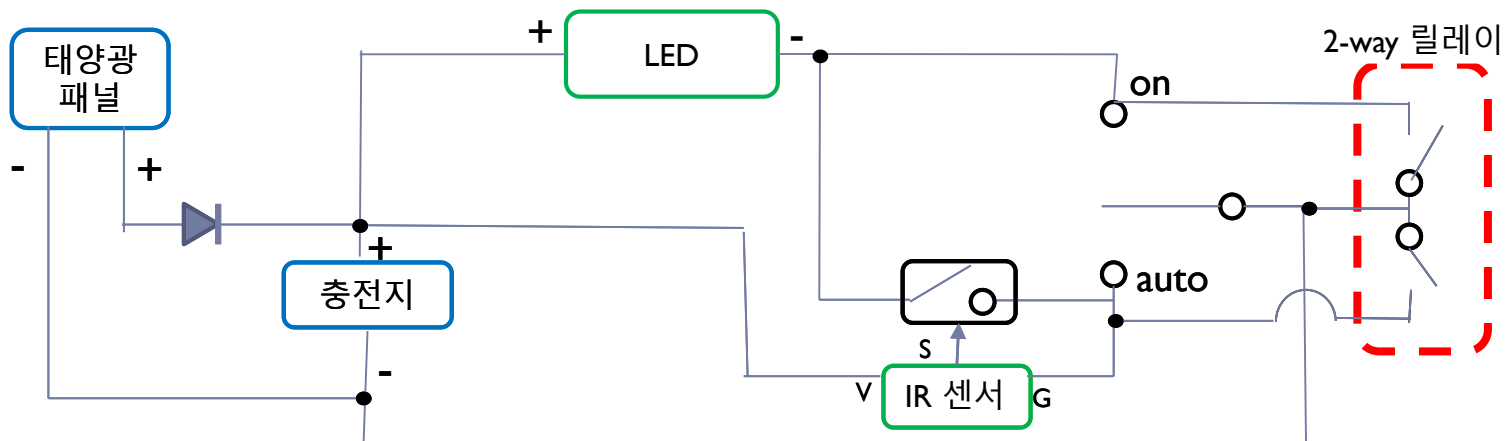 2-way 릴레이
태양광
패널
+
LED
-
on
-
+
+
충전지
auto
S
-
V
IR 센서
G